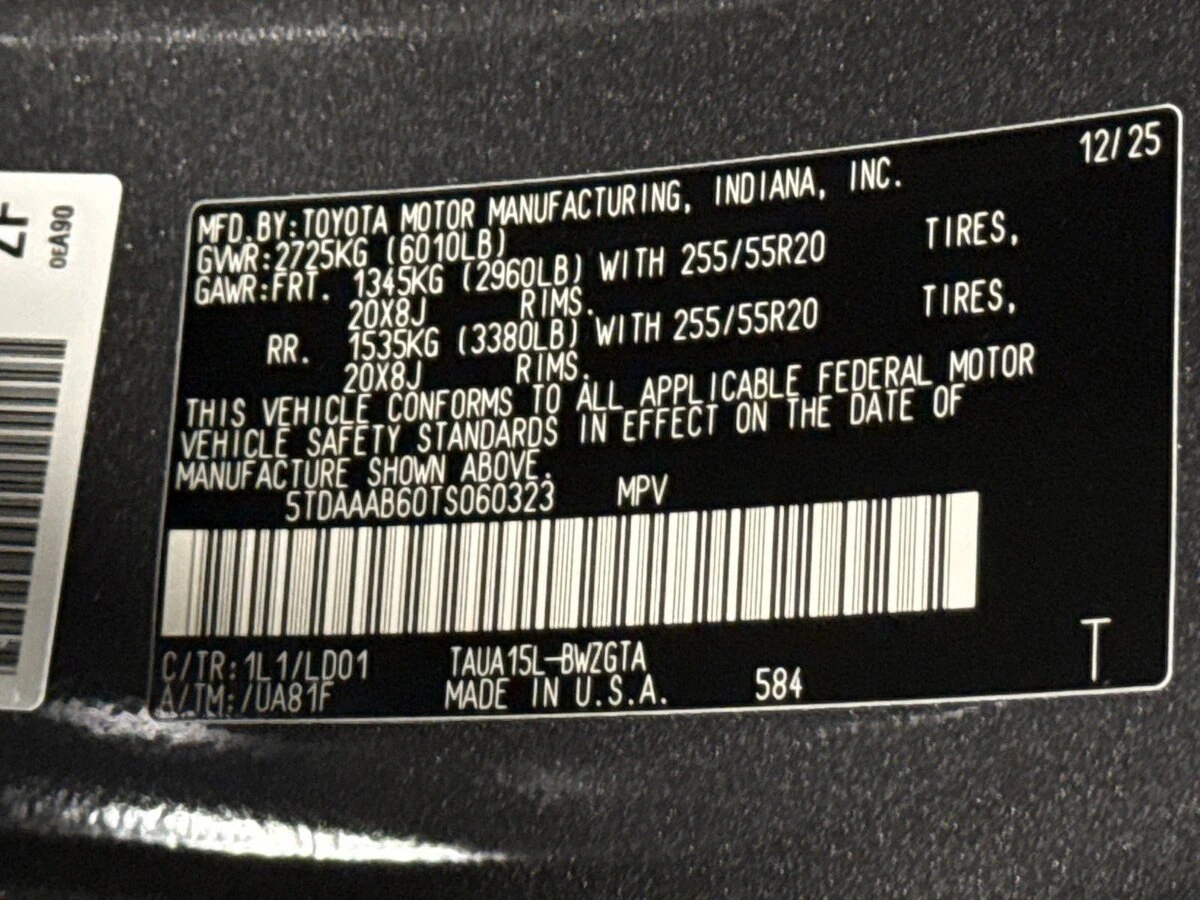 12/25
MFD.BY:TOYOTA MOTOR MANUFACTURING, INDIANA, INC.
GVWR:2725KG (6010LB)
GAWR:FRT. 1345KG (2960LB) WITH 255/55R20 TIRES,
20X8J RIMS.
RR. 1535KG (3380LB) WITH 255/55R20 TIRES,
20X8J RIMS.
THIS VEHICLE CONFORMS TO ALL APPLICABLE FEDERAL MOTOR
VEHICLE SAFETY STANDARDS IN EFFECT ON THE DATE OF
MANUFACTURE SHOWN ABOVE.
5TDAAAB60TS060323 MPV
C/TR:1L1/LD01 TAUA15L-BWZGTA
A/TM:/UA81F MADE IN U.S.A. 584
T
0EA90